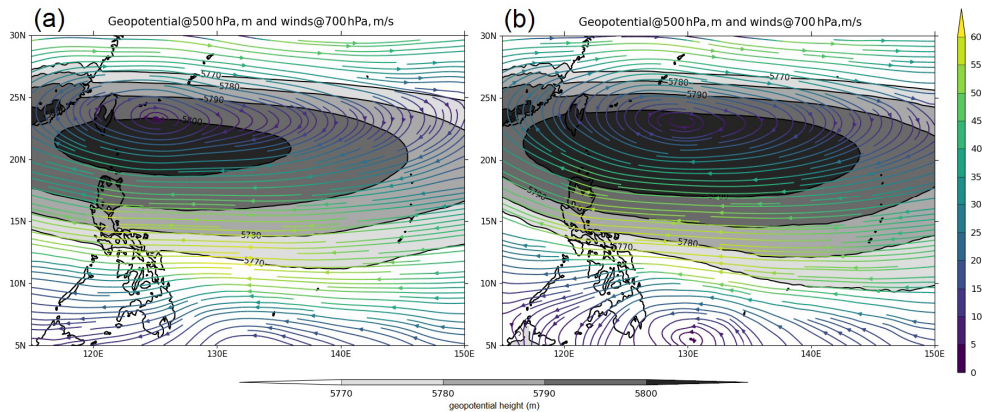 (a)
Geopotential@500 hPa, m and winds@700 hPa, m/s
30N
25N
20N
15N
10N
5N
120E
130E
140E
150E
5770
5780
5790
5800
5780
5770
(b)
Geopotential@500 hPa, m and winds@700 hPa, m/s
30N
25N
20N
15N
10N
5N
120E
130E
140E
150E
5770
5780
5790
5790
5780
5770
60
55
50
45
40
35
30
25
20
15
10
5
0
5770
5780
5790
5800
geopotential height (m)